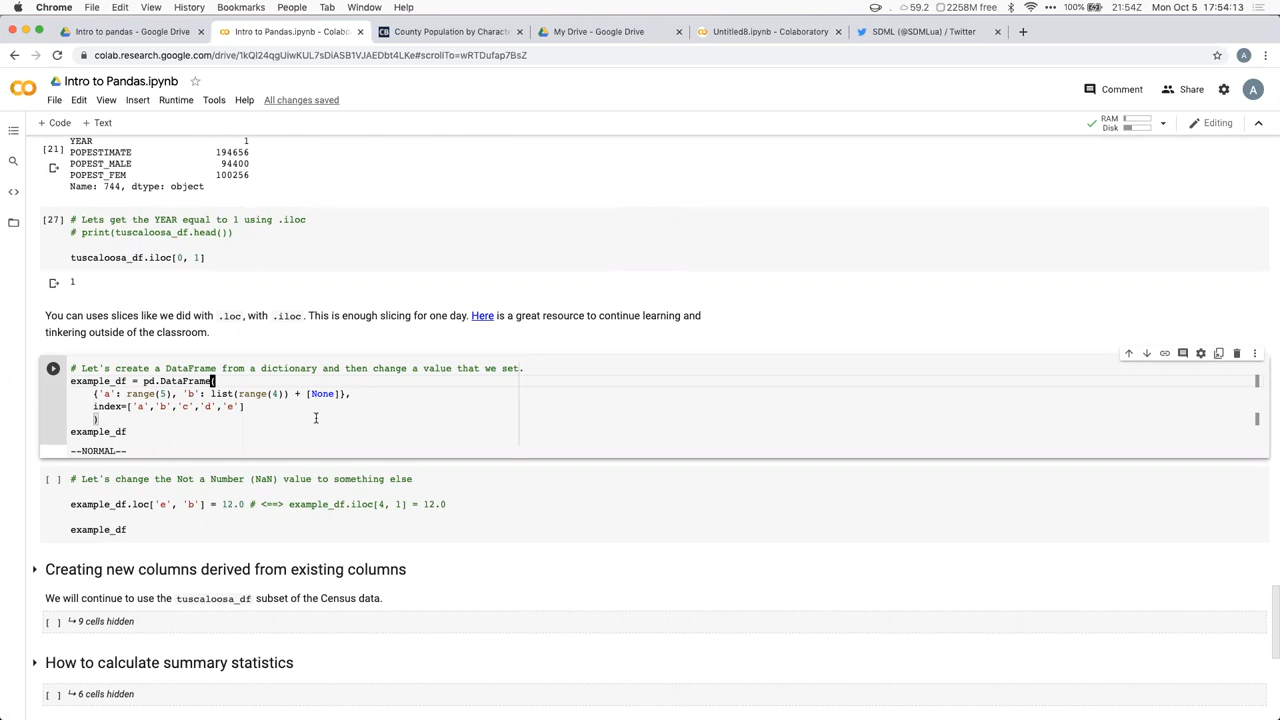 Chrome File Edit View History Bookmarks People Tab Window Help 59.2 2258M free 100% 21:54Z Mon Oct 5 17:54:13
Intro to pandas - Google Drive Intro to Pandas.ipynb - Colabo County Population by Charact My Drive - Google Drive Untitled8.ipynb - Colaboratory SDML (@SDMLua) / Twitter
colab.research.google.com/drive/1kQl24qgUiwKUL7sDiASB1VJAEDbt4LKe#scrollTo=wRTDufap7BsZ A
Intro to Pandas.ipynb
File Edit View Insert Runtime Tools Help All changes saved
Comment Share A
+ Code + Text
RAM
Disk
Editing
YEAR 1
[21] POPESTIMATE 194656
POPEST_MALE 94400
POPEST_FEM 100256
Name: 744, dtype: object
[27] # Lets get the YEAR equal to 1 using .iloc
# print(tuscaloosa_df.head())
tuscaloosa_df.iloc[0, 1]
1
You can uses slices like we did with .loc, with .iloc. This is enough slicing for one day. Here is a great resource to continue learning and
tinkering outside of the classroom.
# Let's create a DataFrame from a dictionary and then change a value that we set.
example_df = pd.DataFrame(
{'a': range(5), 'b': list(range(4)) + [None]},
index=['a','b','c','d','e']
)
example_df
--NORMAL--
[ ] # Let's change the Not a Number (NaN) value to something else
example_df.loc['e', 'b'] = 12.0 # <==> example_df.iloc[4, 1] = 12.0
example_df
Creating new columns derived from existing columns
We will continue to use the tuscaloosa_df subset of the Census data.
[ ] ↳ 9 cells hidden
How to calculate summary statistics
[ ] ↳ 6 cells hidden